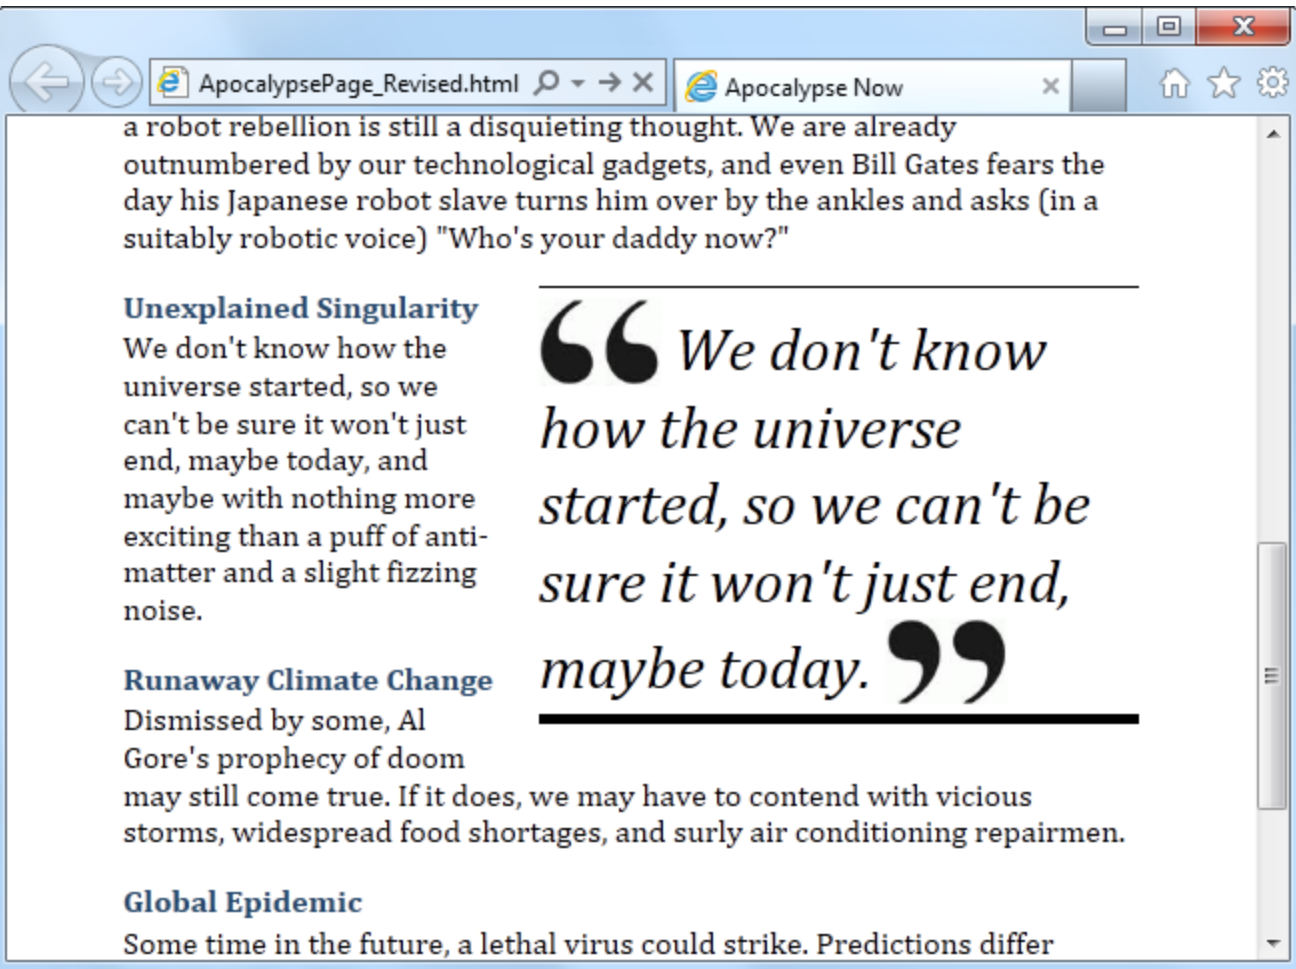 ApocalypsePage_Revised.html
Apocalypse Now
a robot rebellion is still a disquieting thought. We are already
outnumbered by our technological gadgets, and even Bill Gates fears the
day his Japanese robot slave turns him over by the ankles and asks (in a
suitably robotic voice) "Who's your daddy now?"
Unexplained Singularity
We don't know how the
universe started, so we
can't be sure it won't just
end, maybe today, and
maybe with nothing more
exciting than a puff of anti-
matter and a slight fizzing
noise.
“ We don't know
how the universe
started, so we can't be
sure it won't just end,
maybe today. ”
Runaway Climate Change
Dismissed by some, Al
Gore's prophecy of doom
may still come true. If it does, we may have to contend with vicious
storms, widespread food shortages, and surly air conditioning repairmen.
Global Epidemic
Some time in the future, a lethal virus could strike. Predictions differ